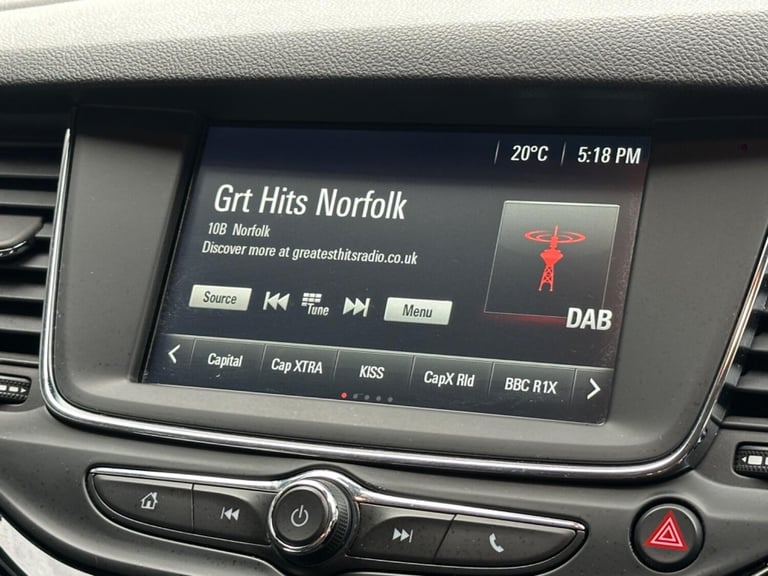 20°C 5:18 PM
Grt Hits Norfolk
10B Norfolk
Discover more at greatesthitsradio.co.uk
Source Tune Menu
DAB
Capital Cap XTRA KISS CapX Rld BBC R1X